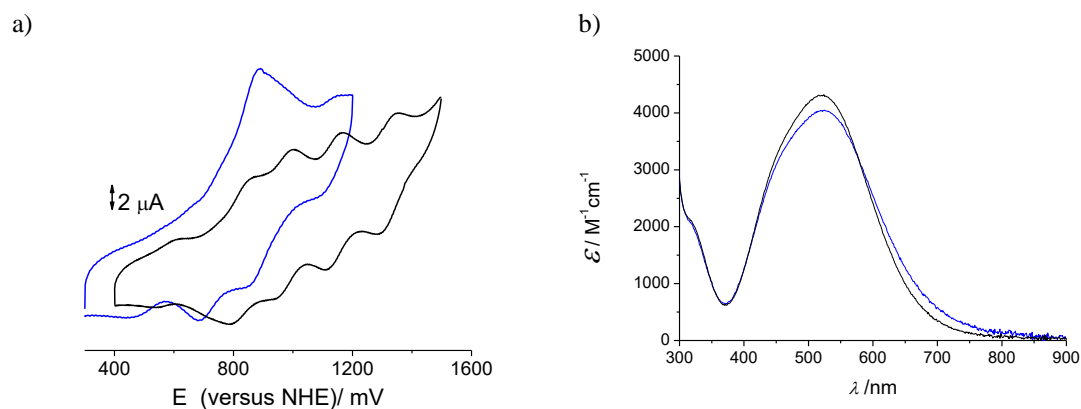 a)
b)
2 μA
400 800 1200 1600
E (versus NHE)/ mV
5000
4000
3000
2000
1000
0
300 400 500 600 700 800 900
ε / M⁻¹cm⁻¹
λ /nm